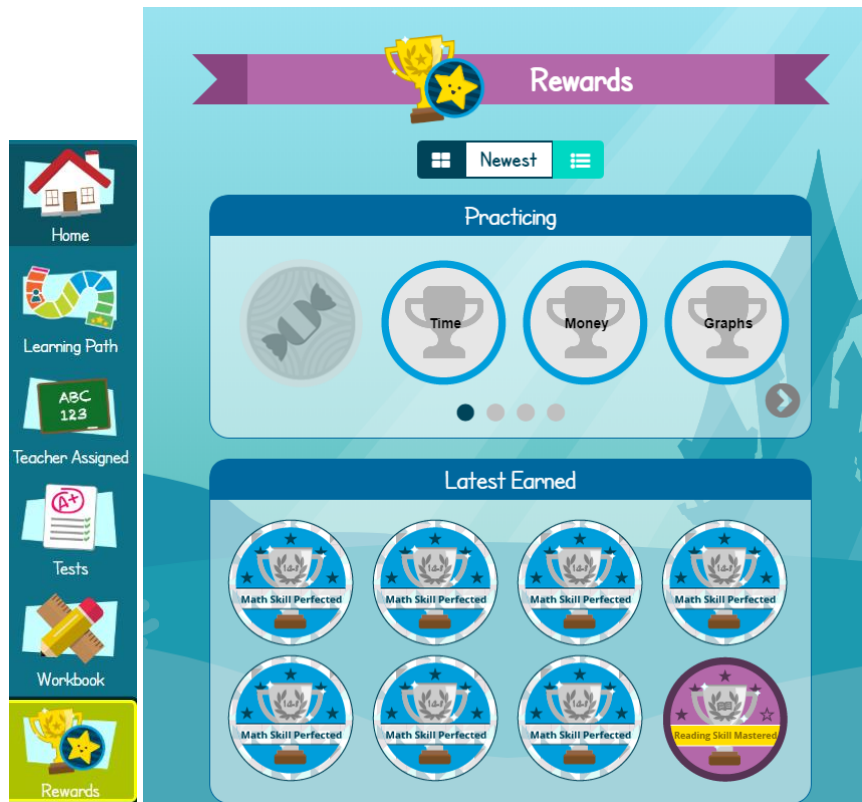 Home
Learning Path
ABC
123
Teacher Assigned
A+
Tests
Workbook
Rewards
Rewards
Newest
Practicing
Time
Money
Graphs
Latest Earned
Math Skill Perfected
Math Skill Perfected
Math Skill Perfected
Math Skill Perfected
Math Skill Perfected
Math Skill Perfected
Math Skill Perfected
Reading Skill Mastered